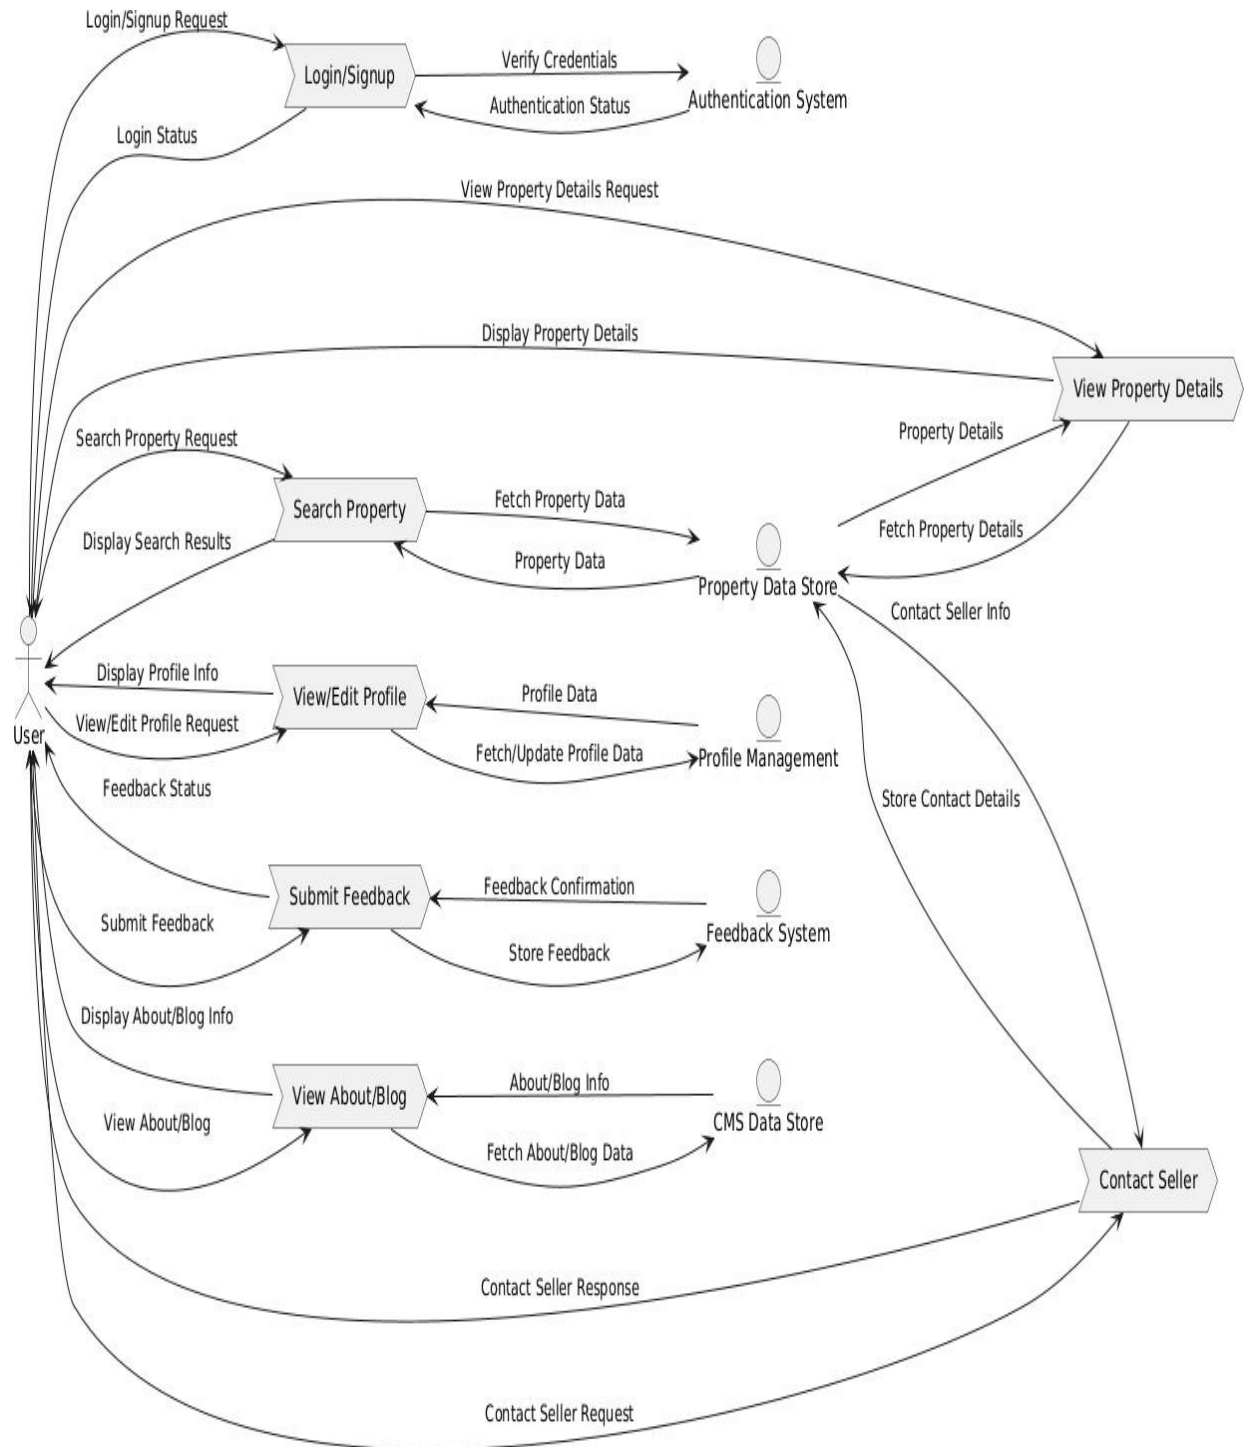 Login/Signup Request
Login/Signup
Verify Credentials
Authentication System
Authentication Status
Login Status
View Property Details Request
Display Property Details
View Property Details
Search Property Request
Property Details
Search Property
Fetch Property Data
Fetch Property Details
Display Search Results
Property Data
Property Data Store
Contact Seller Info
Display Profile Info
View/Edit Profile
Profile Data
User
View/Edit Profile Request
Fetch/Update Profile Data
Profile Management
Feedback Status
Store Contact Details
Submit Feedback
Feedback Confirmation
Submit Feedback
Store Feedback
Feedback System
Display About/Blog Info
View About/Blog
About/Blog Info
View About/Blog
Fetch About/Blog Data
CMS Data Store
Contact Seller
Contact Seller Response
Contact Seller Request